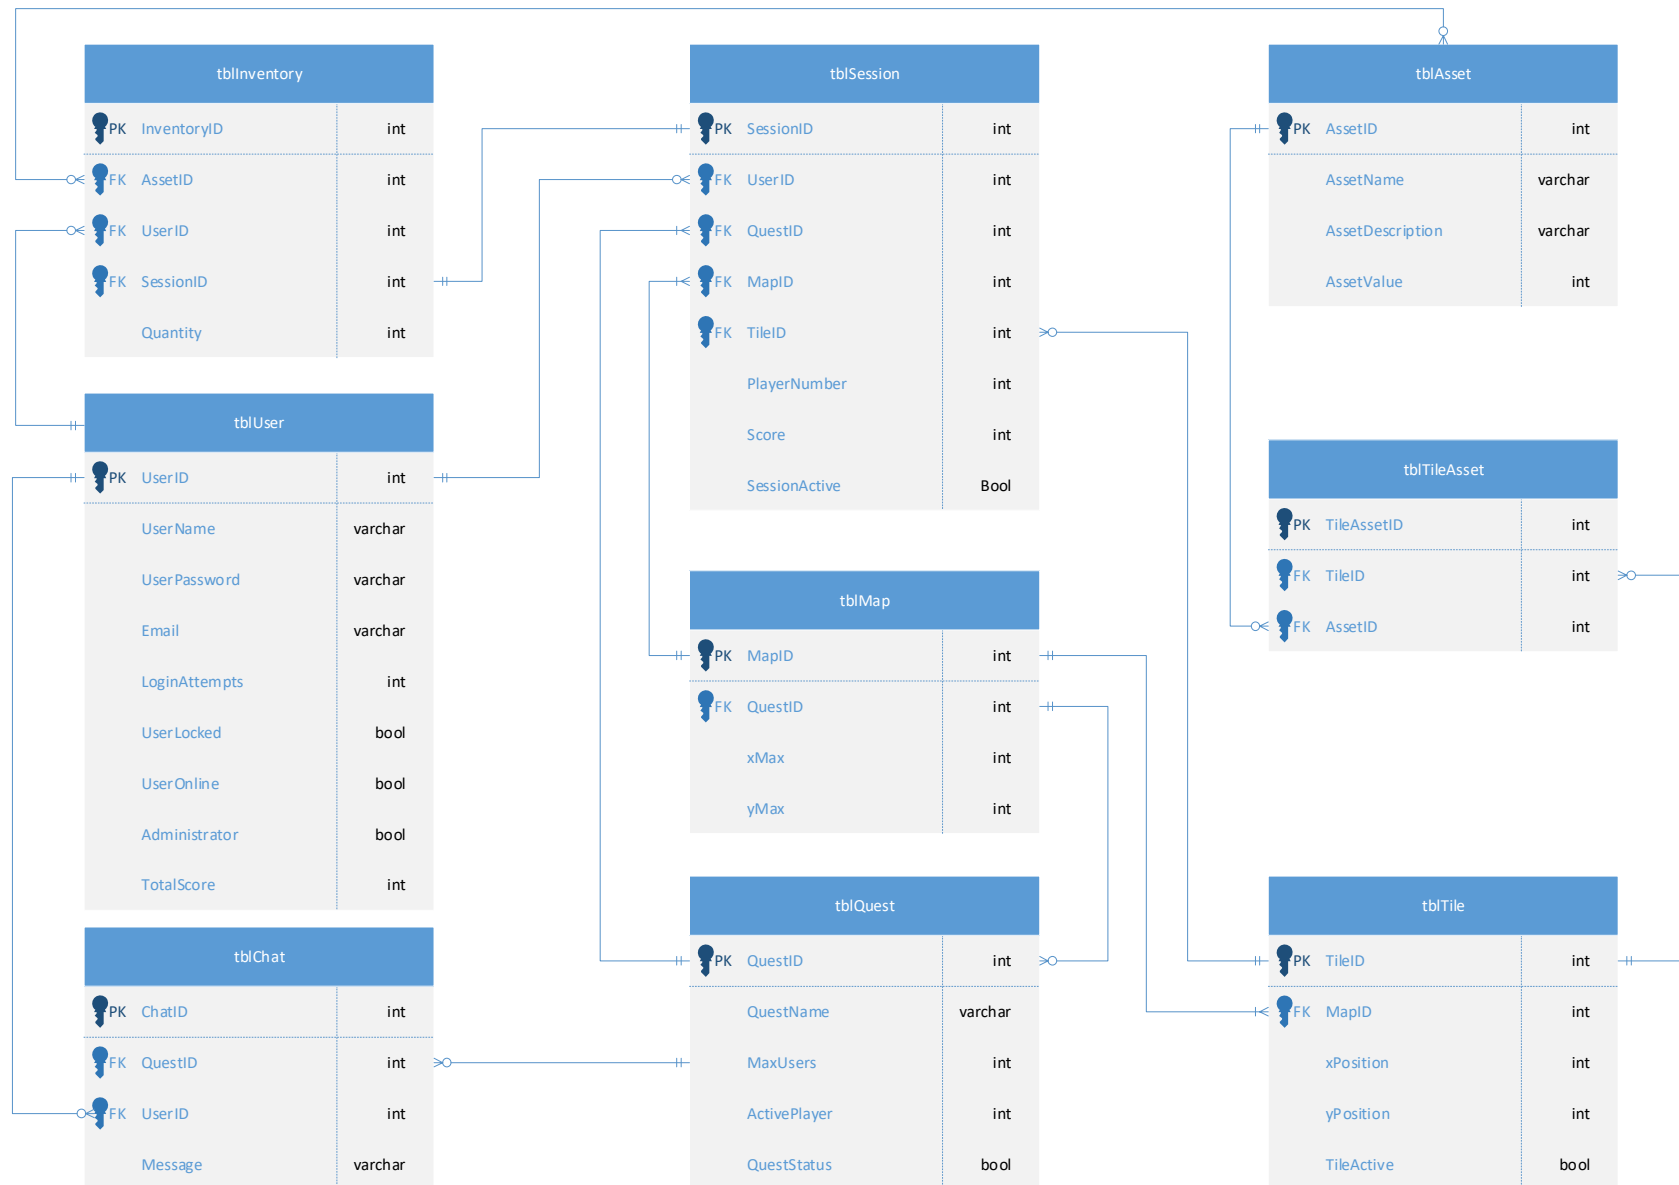 tblInventory
PK InventoryID int
FK AssetID int
FK UserID int
FK SessionID int
Quantity int
tblUser
PK UserID int
UserName varchar
UserPassword varchar
Email varchar
LoginAttempts int
UserLocked bool
UserOnline bool
Administrator bool
TotalScore int
tblChat
PK ChatID int
FK QuestID int
FK UserID int
Message varchar
tblSession
PK SessionID int
FK UserID int
FK QuestID int
FK MapID int
FK TileID int
PlayerNumber int
Score int
SessionActive Bool
tblMap
PK MapID int
FK QuestID int
xMax int
yMax int
tblQuest
PK QuestID int
QuestName varchar
MaxUsers int
ActivePlayer int
QuestStatus bool
tblAsset
PK AssetID int
AssetName varchar
AssetDescription varchar
AssetValue int
tblTileAsset
PK TileAssetID int
FK TileID int
FK AssetID int
tblTile
PK TileID int
FK MapID int
xPosition int
yPosition int
TileActive bool